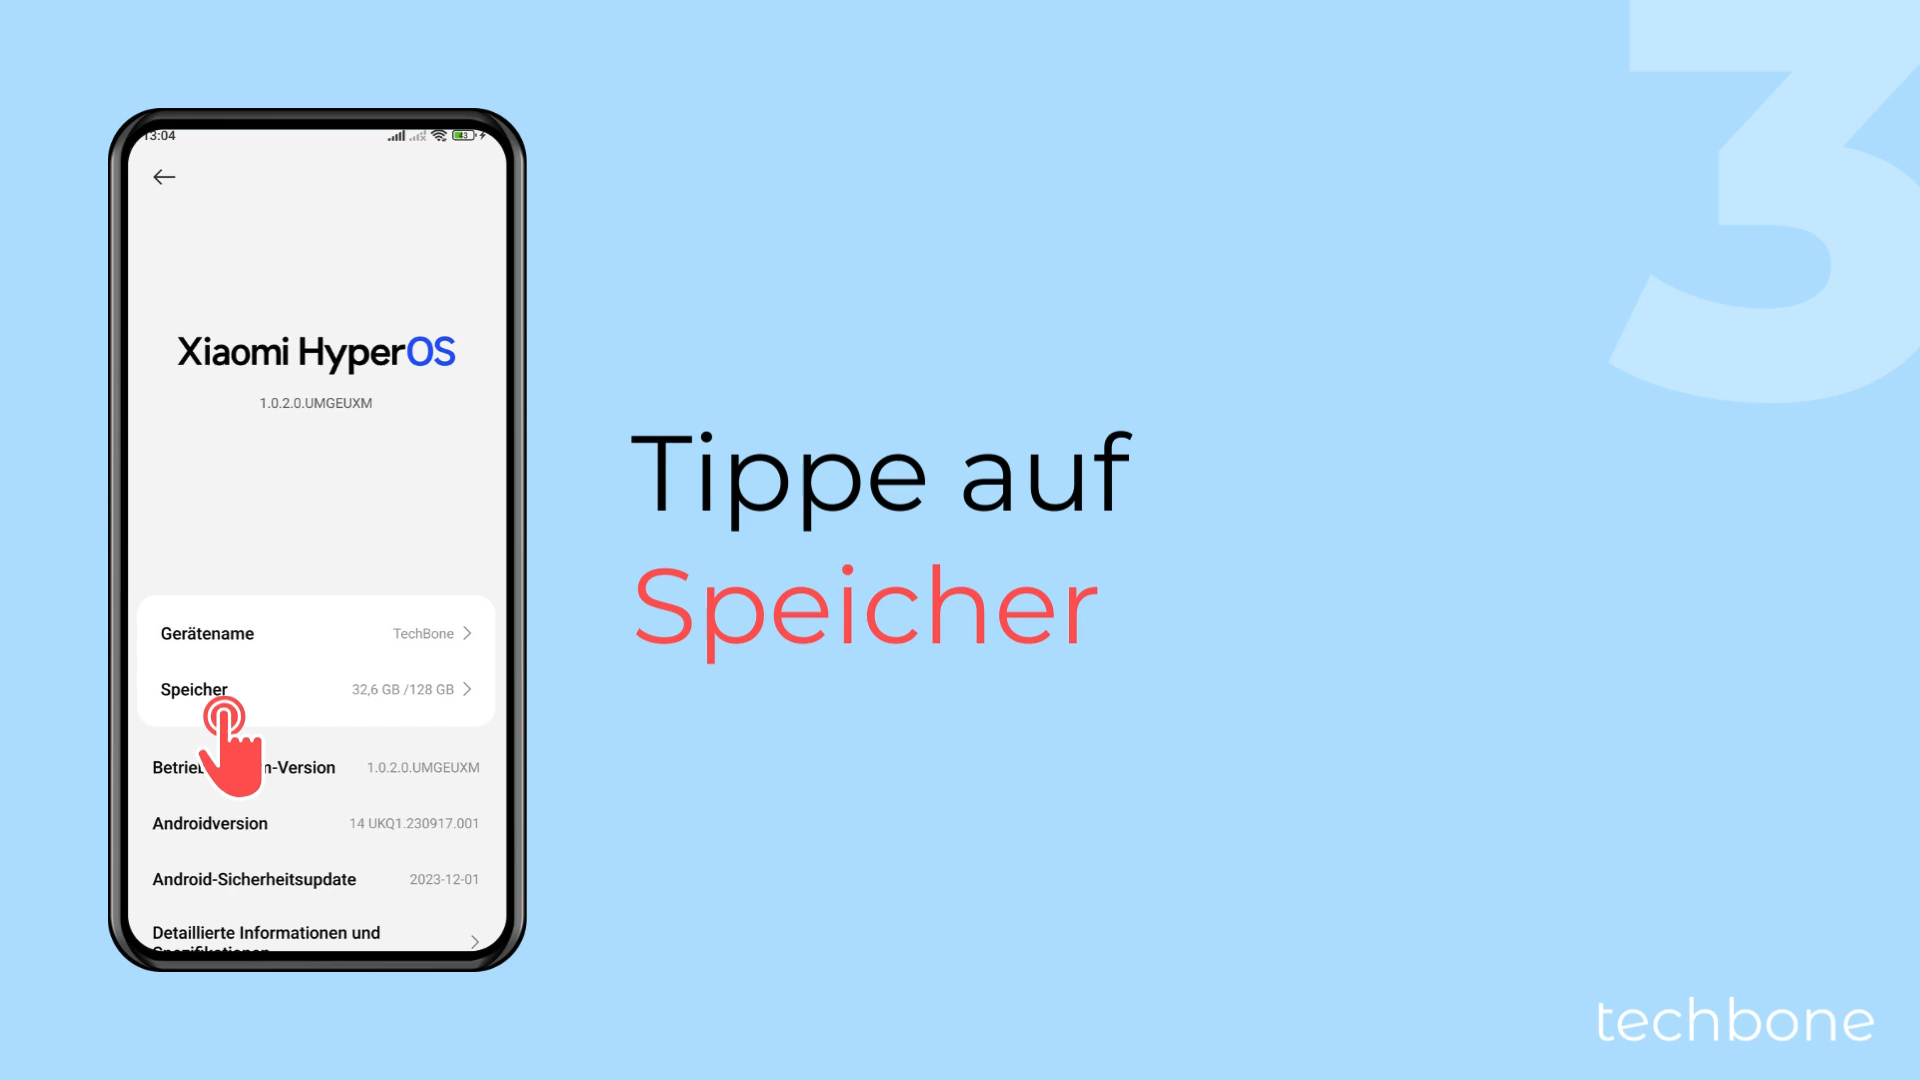 3
13:04
43
Xiaomi HyperOS
1.0.2.0.UMGEUXM
Tippe auf
Speicher
Gerätename TechBone
Speicher 32,6 GB /128 GB
1.0.2.0.UMGEUXM
Androidversion 14 UKQ1.230917.001
Android-Sicherheitsupdate 2023-12-01
Detaillierte Informationen und
techbone